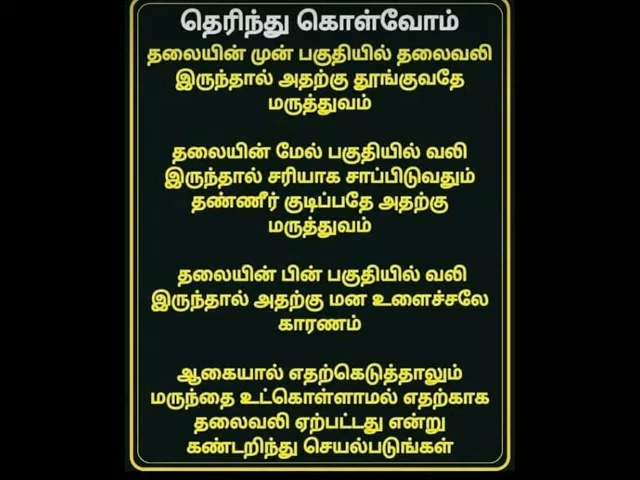 தெரிந்து கொள்வோம்
தலையின் முன் பகுதியில் தலைவலி
இருந்தால் அதற்கு தூங்குவதே
மருத்துவம்
தலையின் மேல் பகுதியில் வலி
இருந்தால் சரியாக சாப்பிடுவதும்
தண்ணீர் குடிப்பதே அதற்கு
மருத்துவம்
தலையின் பின் பகுதியில் வலி
இருந்தால் அதற்கு மன உளைச்சலே
காரணம்
ஆகையால் எதற்கெடுத்தாலும்
மருந்தை உட்கொள்ளாமல் எதற்காக
தலைவலி ஏற்பட்டது என்று
கண்டறிந்து செயல்படுங்கள்